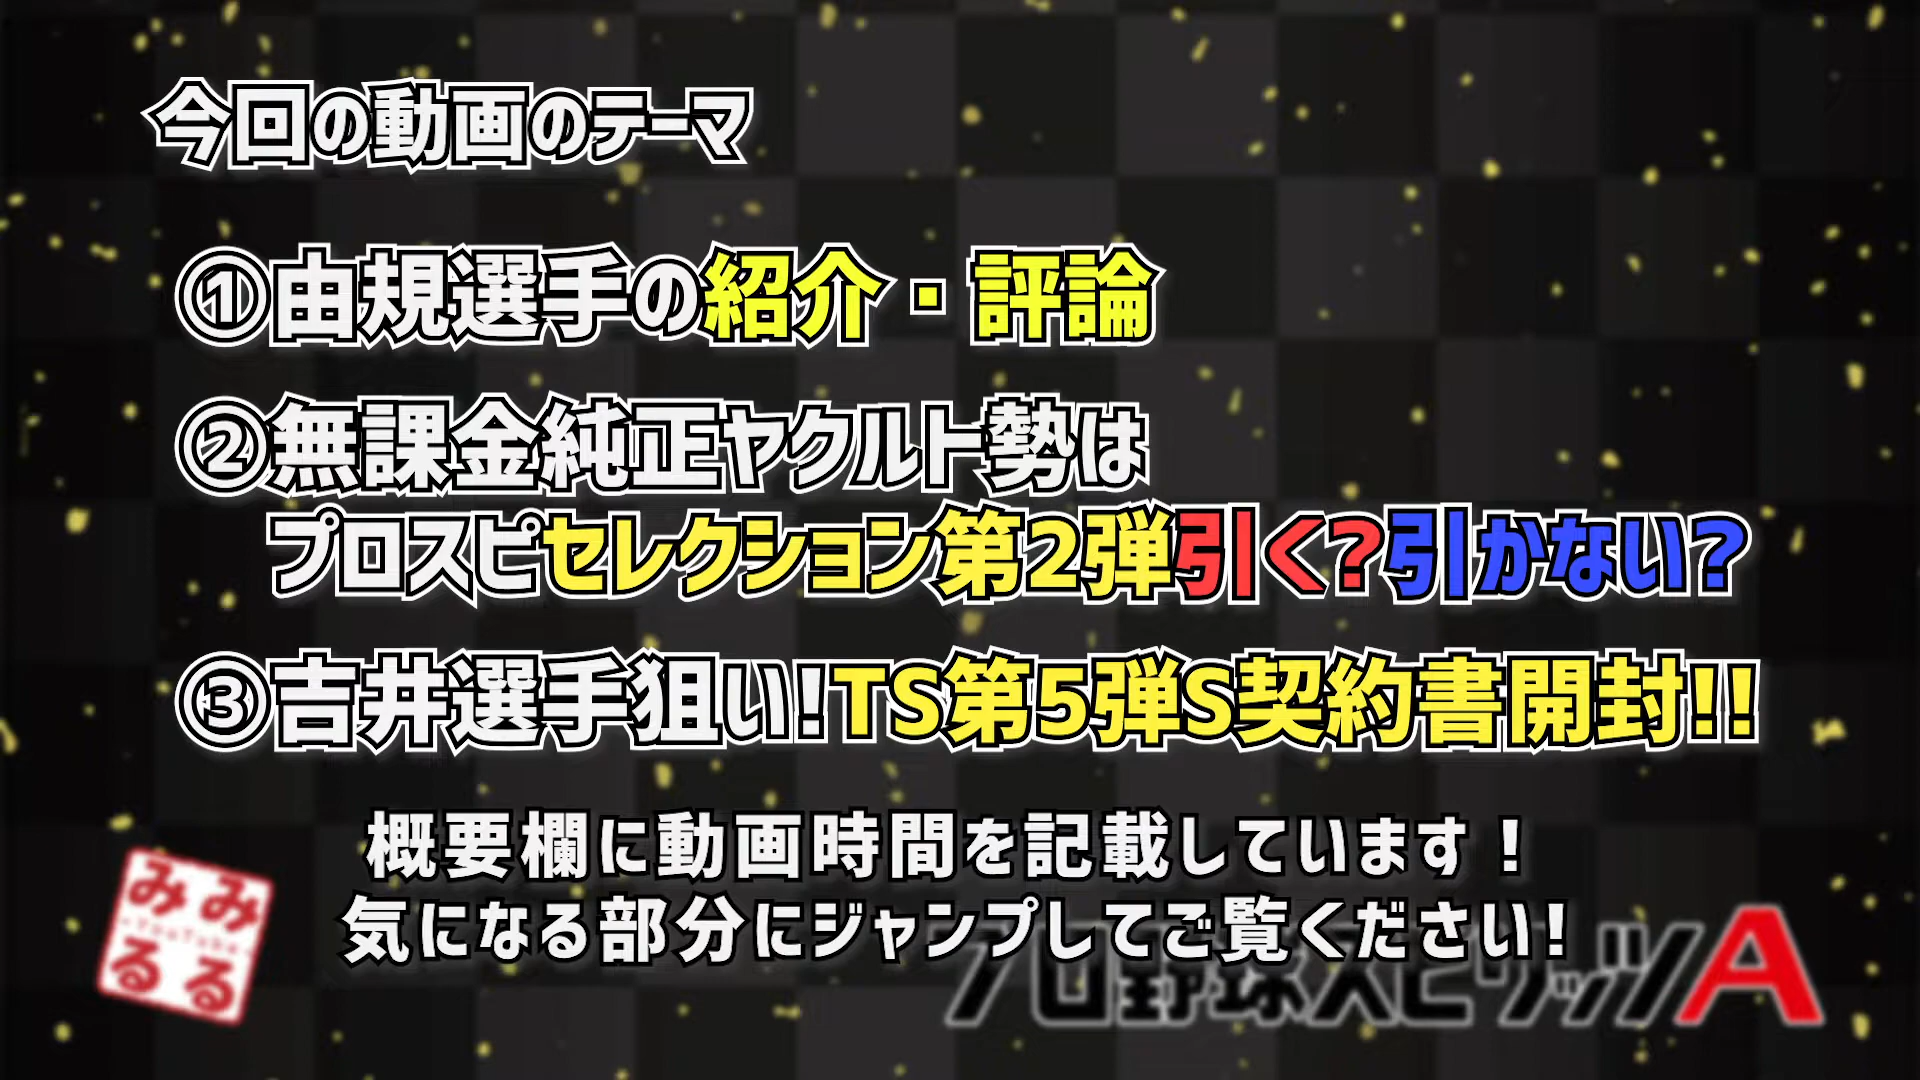 今回の動画のテーマ
①由規選手の紹介・評論
②無課金純正ヤクルト勢は
プロスピセレクション第2弾引く?引かない?
③吉井選手狙い!TS第5弾S契約書開封!!
概要欄に動画時間を記載しています！
気になる部分にジャンプしてご覧ください!
みみ
YouTube
るる
プロ野球スピリッツA